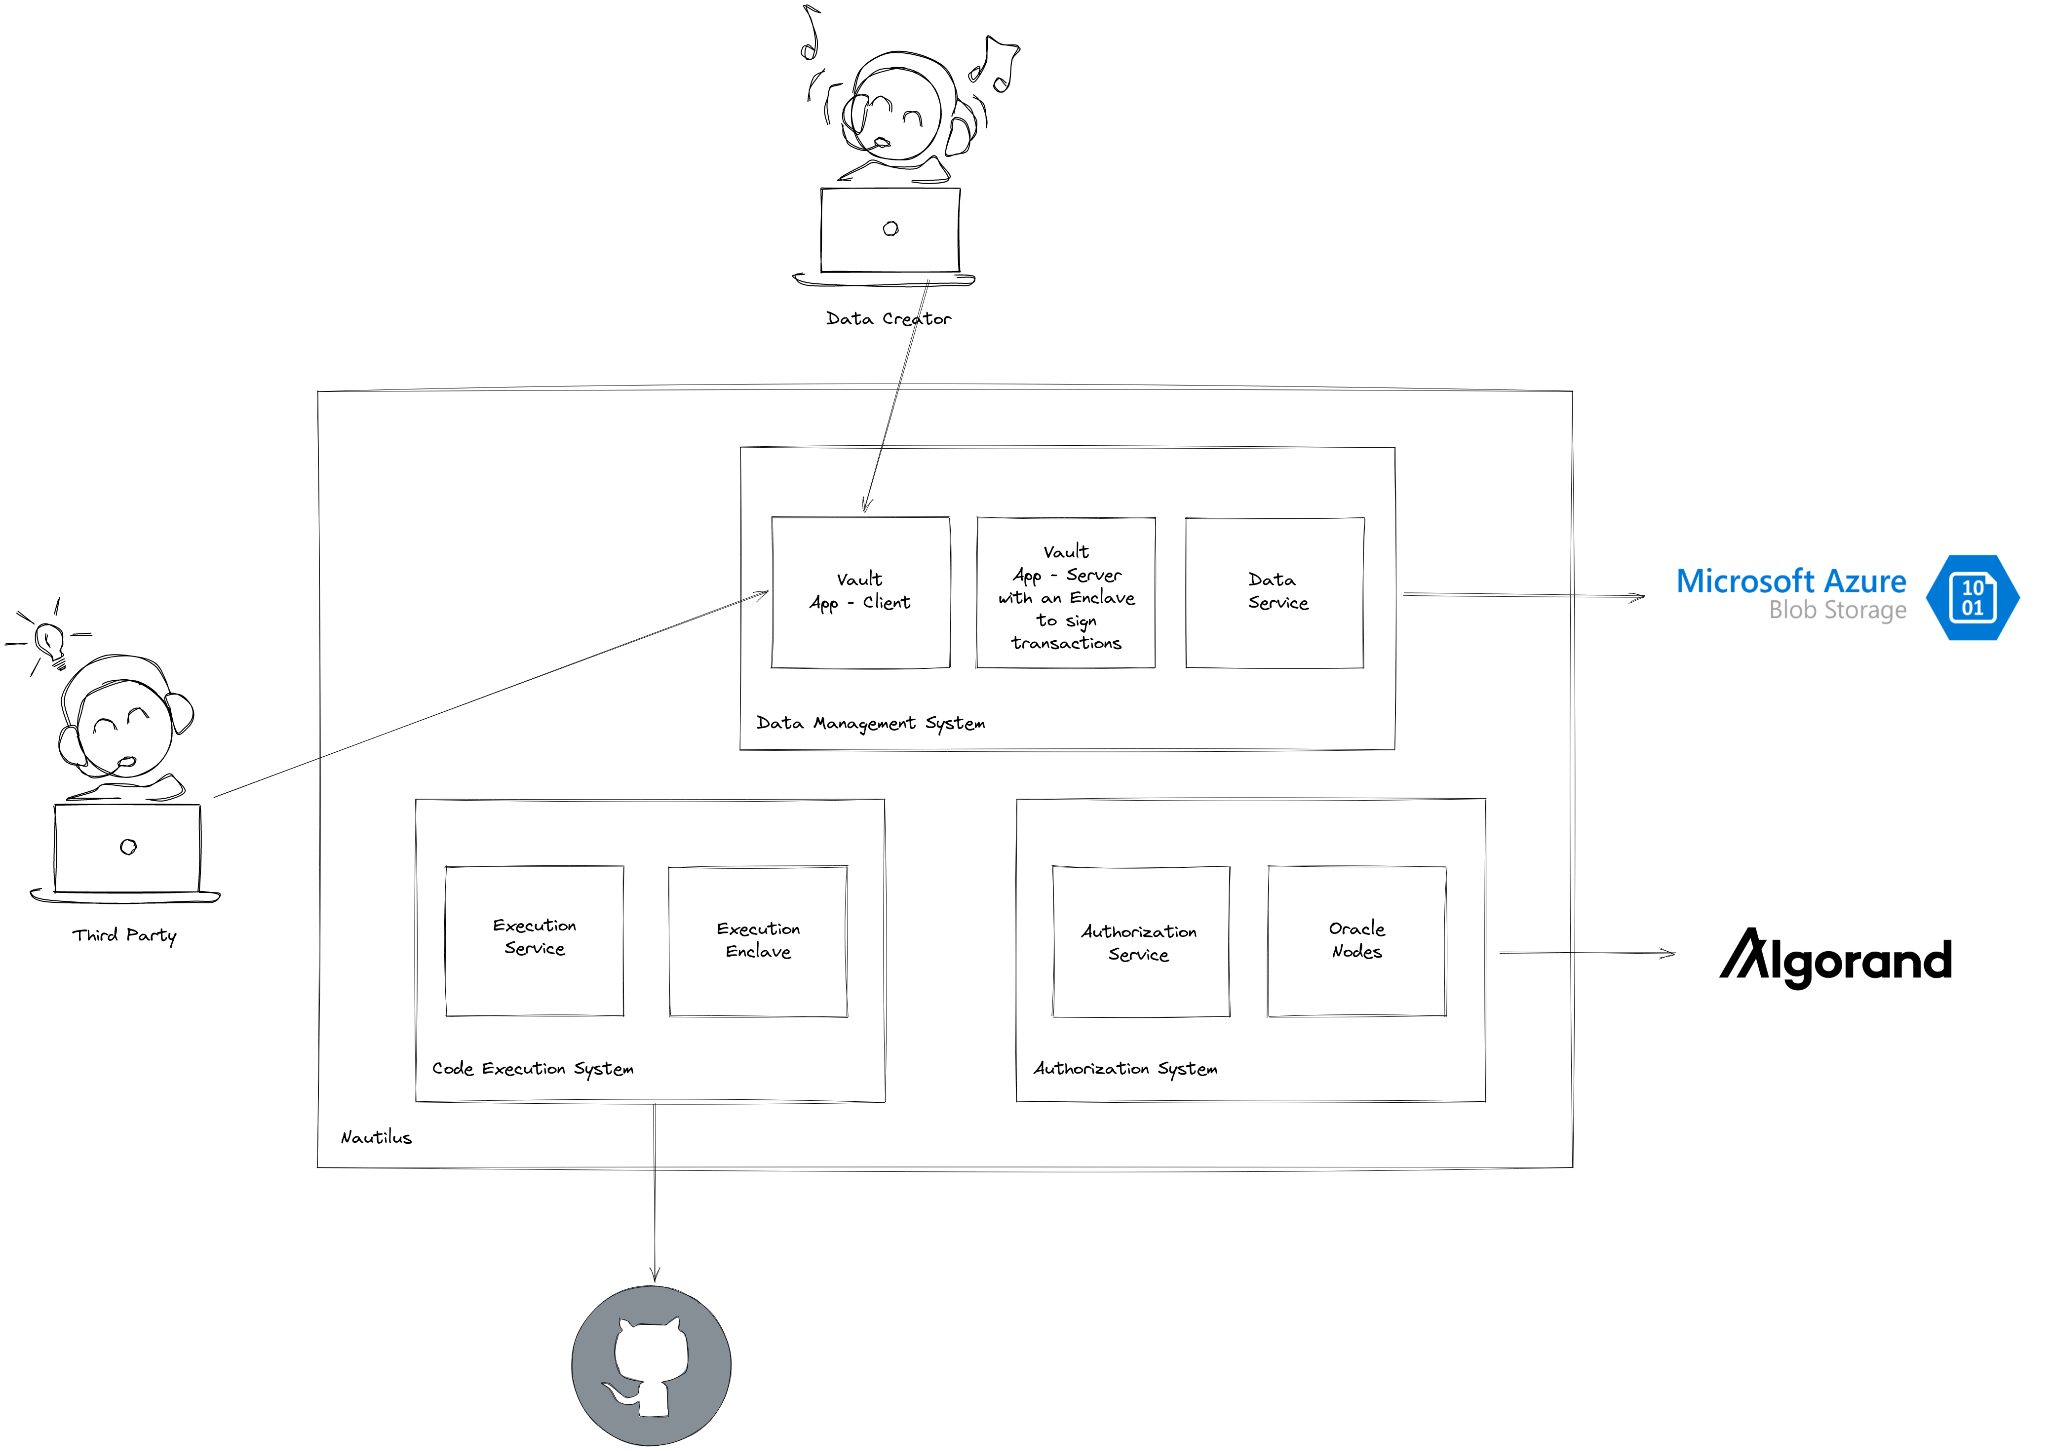 Data Creator
Vault
App - Client
Vault
App - Server
with an Enclave
to sign
transactions
Data
Service
Data Management System
Microsoft Azure
Blob Storage
10
01
Third Party
Execution
Service
Execution
Enclave
Code Execution System
Authorization
Service
Oracle
Nodes
Authorization System
Algorand
Nautilus